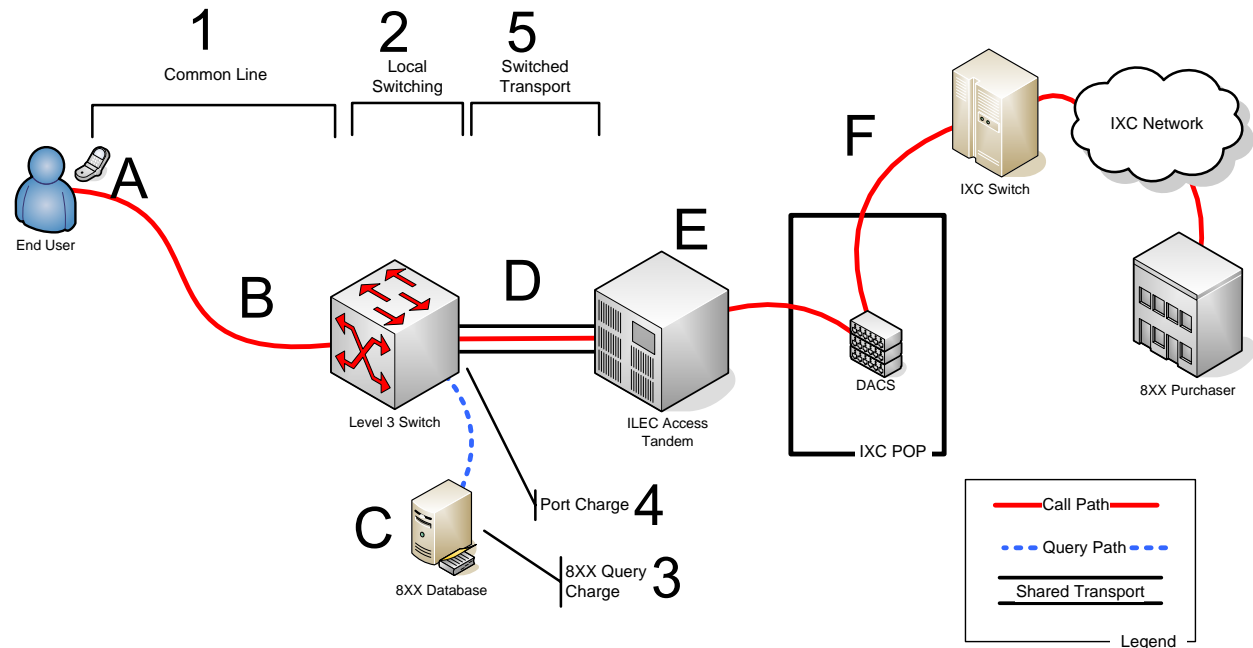 1
Common Line
2
Local
Switching
5
Switched
Transport
A
End User
B
Level 3 Switch
C
8XX Database
D
E
ILEC Access
Tandem
F
DACS
IXC POP
IXC Switch
IXC Network
8XX Purchaser
Port Charge
4
8XX Query
Charge
3
Call Path
Query Path
Shared Transport
Legend